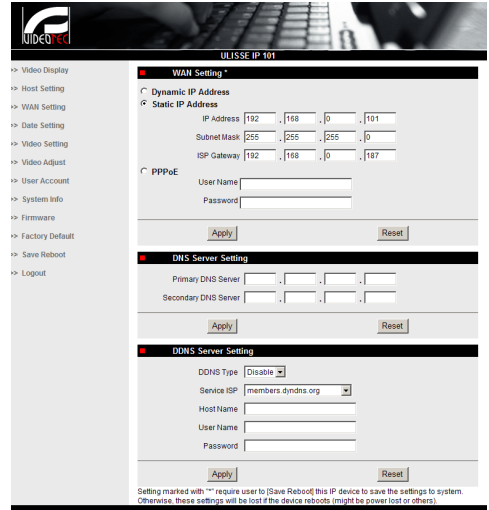 VIDEOTEC
ULISSE IP 101
>> Video Display
>> Host Setting
>> WAN Setting
>> Date Setting
>> Video Setting
>> Video Adjust
>> User Account
>> System Info
>> Firmware
>> Factory Default
>> Save Reboot
>> Logout
WAN Setting *
Dynamic IP Address
Static IP Address
IP Address 192 . 168 . 0 . 101
Subnet Mask 255 . 255 . 255 . 0
ISP Gateway 192 . 168 . 0 . 187
PPPoE
User Name
Password
Apply Reset
DNS Server Setting
Primary DNS Server . . .
Secondary DNS Server . . .
Apply Reset
DDNS Server Setting
DDNS Type Disable
Service ISP members.dyndns.org
Host Name
User Name
Password
Apply Reset
Setting marked with "*" require user to [Save Reboot] this IP device to save the settings to system.
Otherwise, these settings will be lost if the device reboots (might be power lost or others).